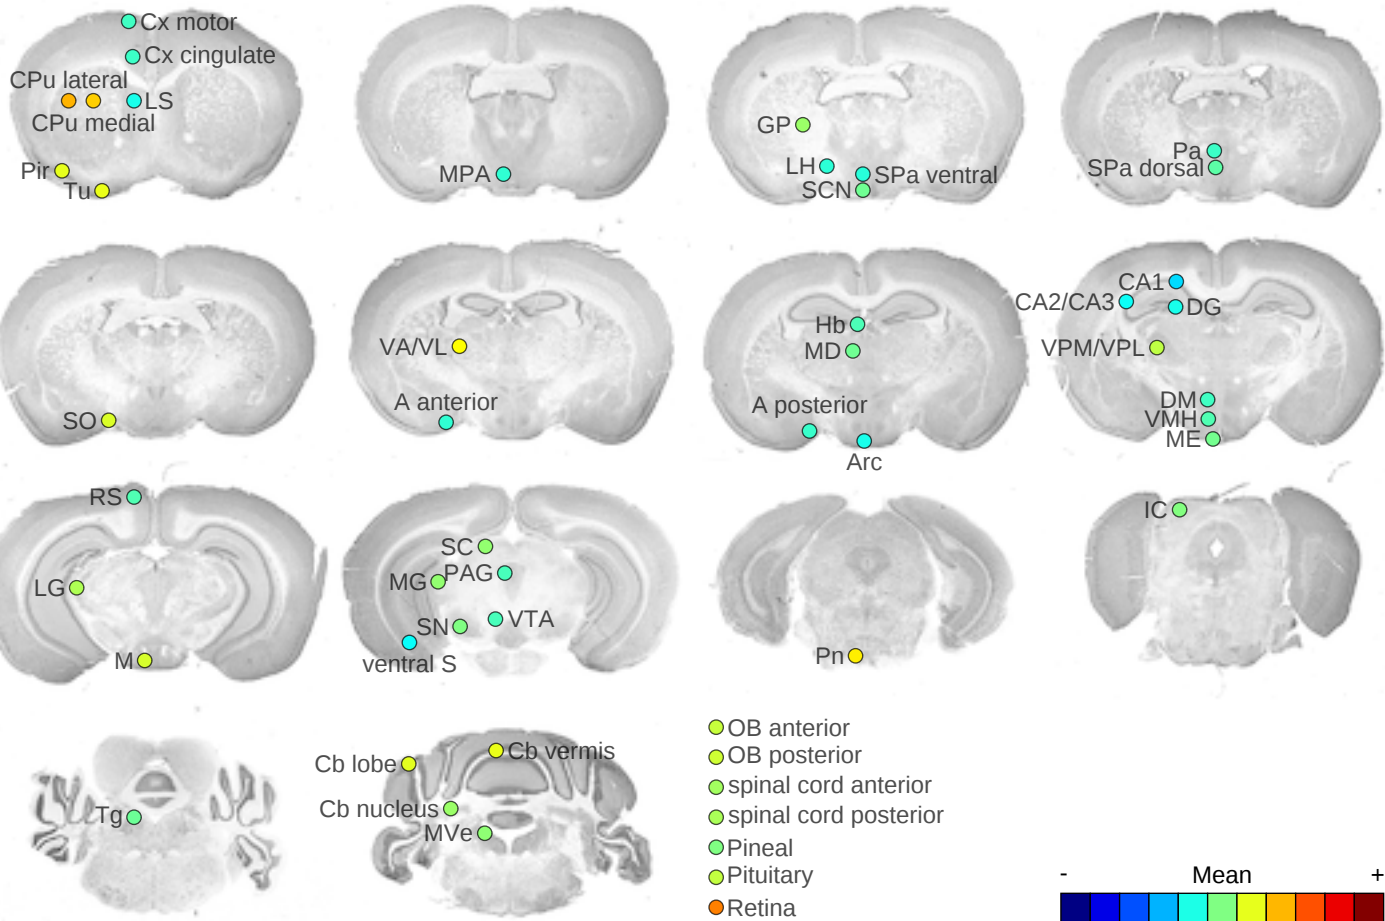 Cx motor
Cx cingulate
CPu lateral
LS
CPu medial
Pir
Tu
MPA
GP
LH
SPa ventral
SCN
Pa
SPa dorsal
SO
VA/VL
A anterior
Hb
MD
A posterior
Arc
CA1
CA2/CA3
DG
VPM/VPL
DM
VMH
ME
RS
LG
M
SC
MG
PAG
SN
VTA
ventral S
Pn
IC
Tg
Cb lobe
Cb vermis
Cb nucleus
MVe
OB anterior
OB posterior
spinal cord anterior
spinal cord posterior
Pineal
Pituitary
Retina
- Mean +